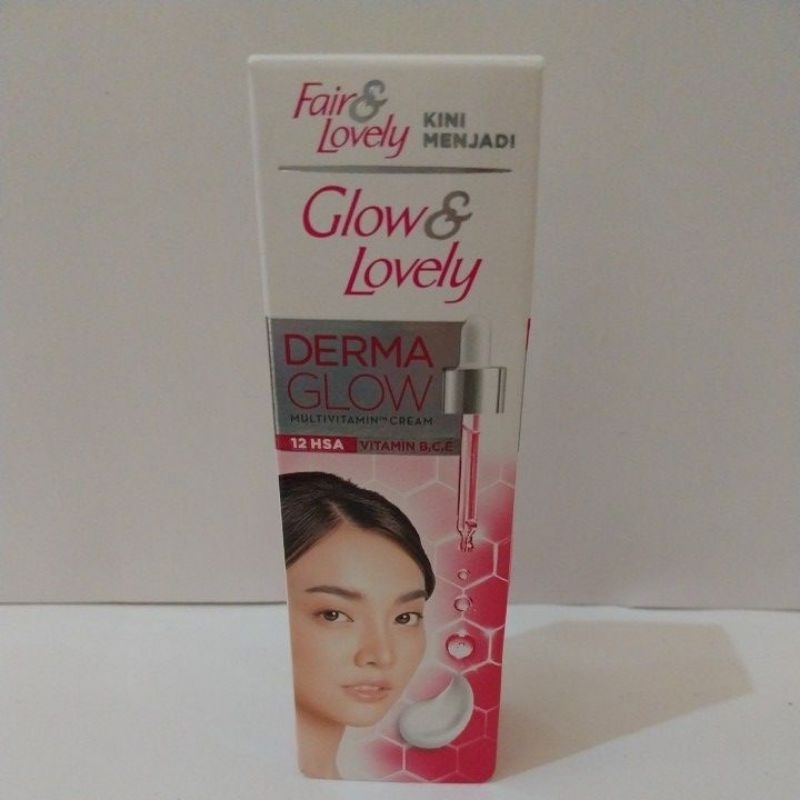 Fair &
Lovely
KINI
MENJADI
Glow &
Lovely
DERMA
GLOW
MULTIVITAMIN™ CREAM
12 HSA VITAMIN B,C,E